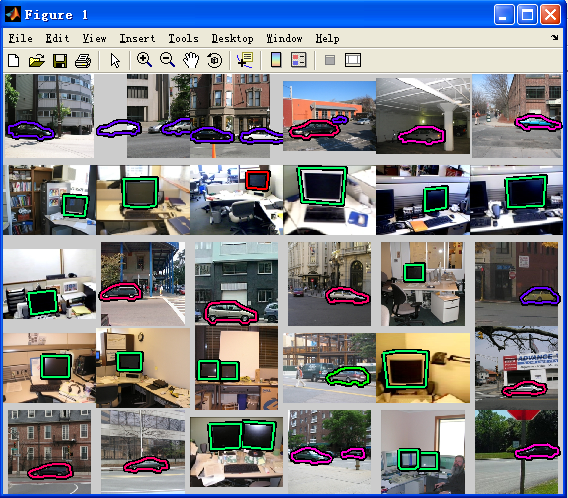 Figure 1
File Edit View Insert Tools Desktop Window Help
ADVANCE